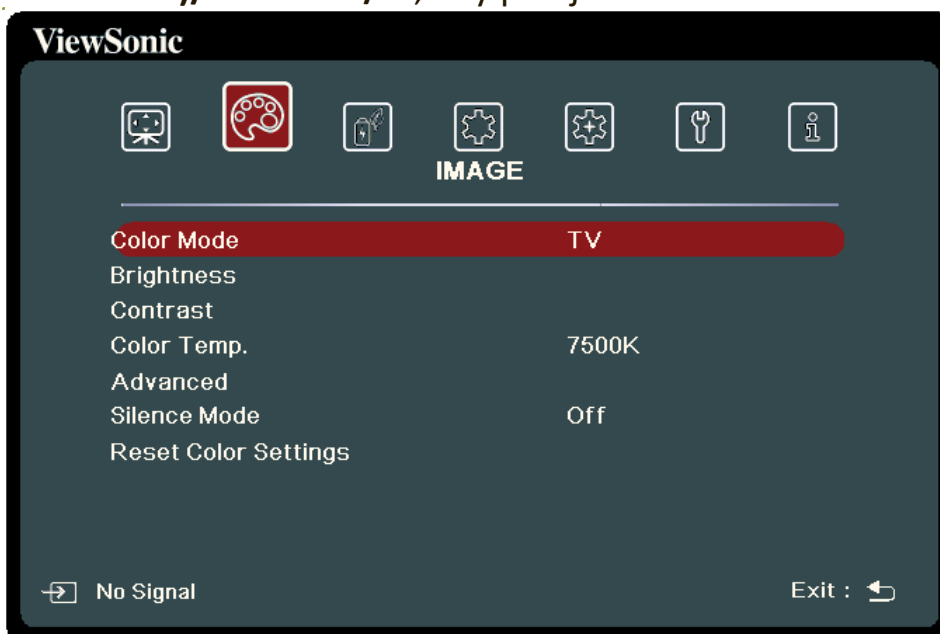 ViewSonic
IMAGE
Color Mode TV
Brightness
Contrast
Color Temp. 7500K
Advanced
Silence Mode Off
Reset Color Settings
No Signal Exit :